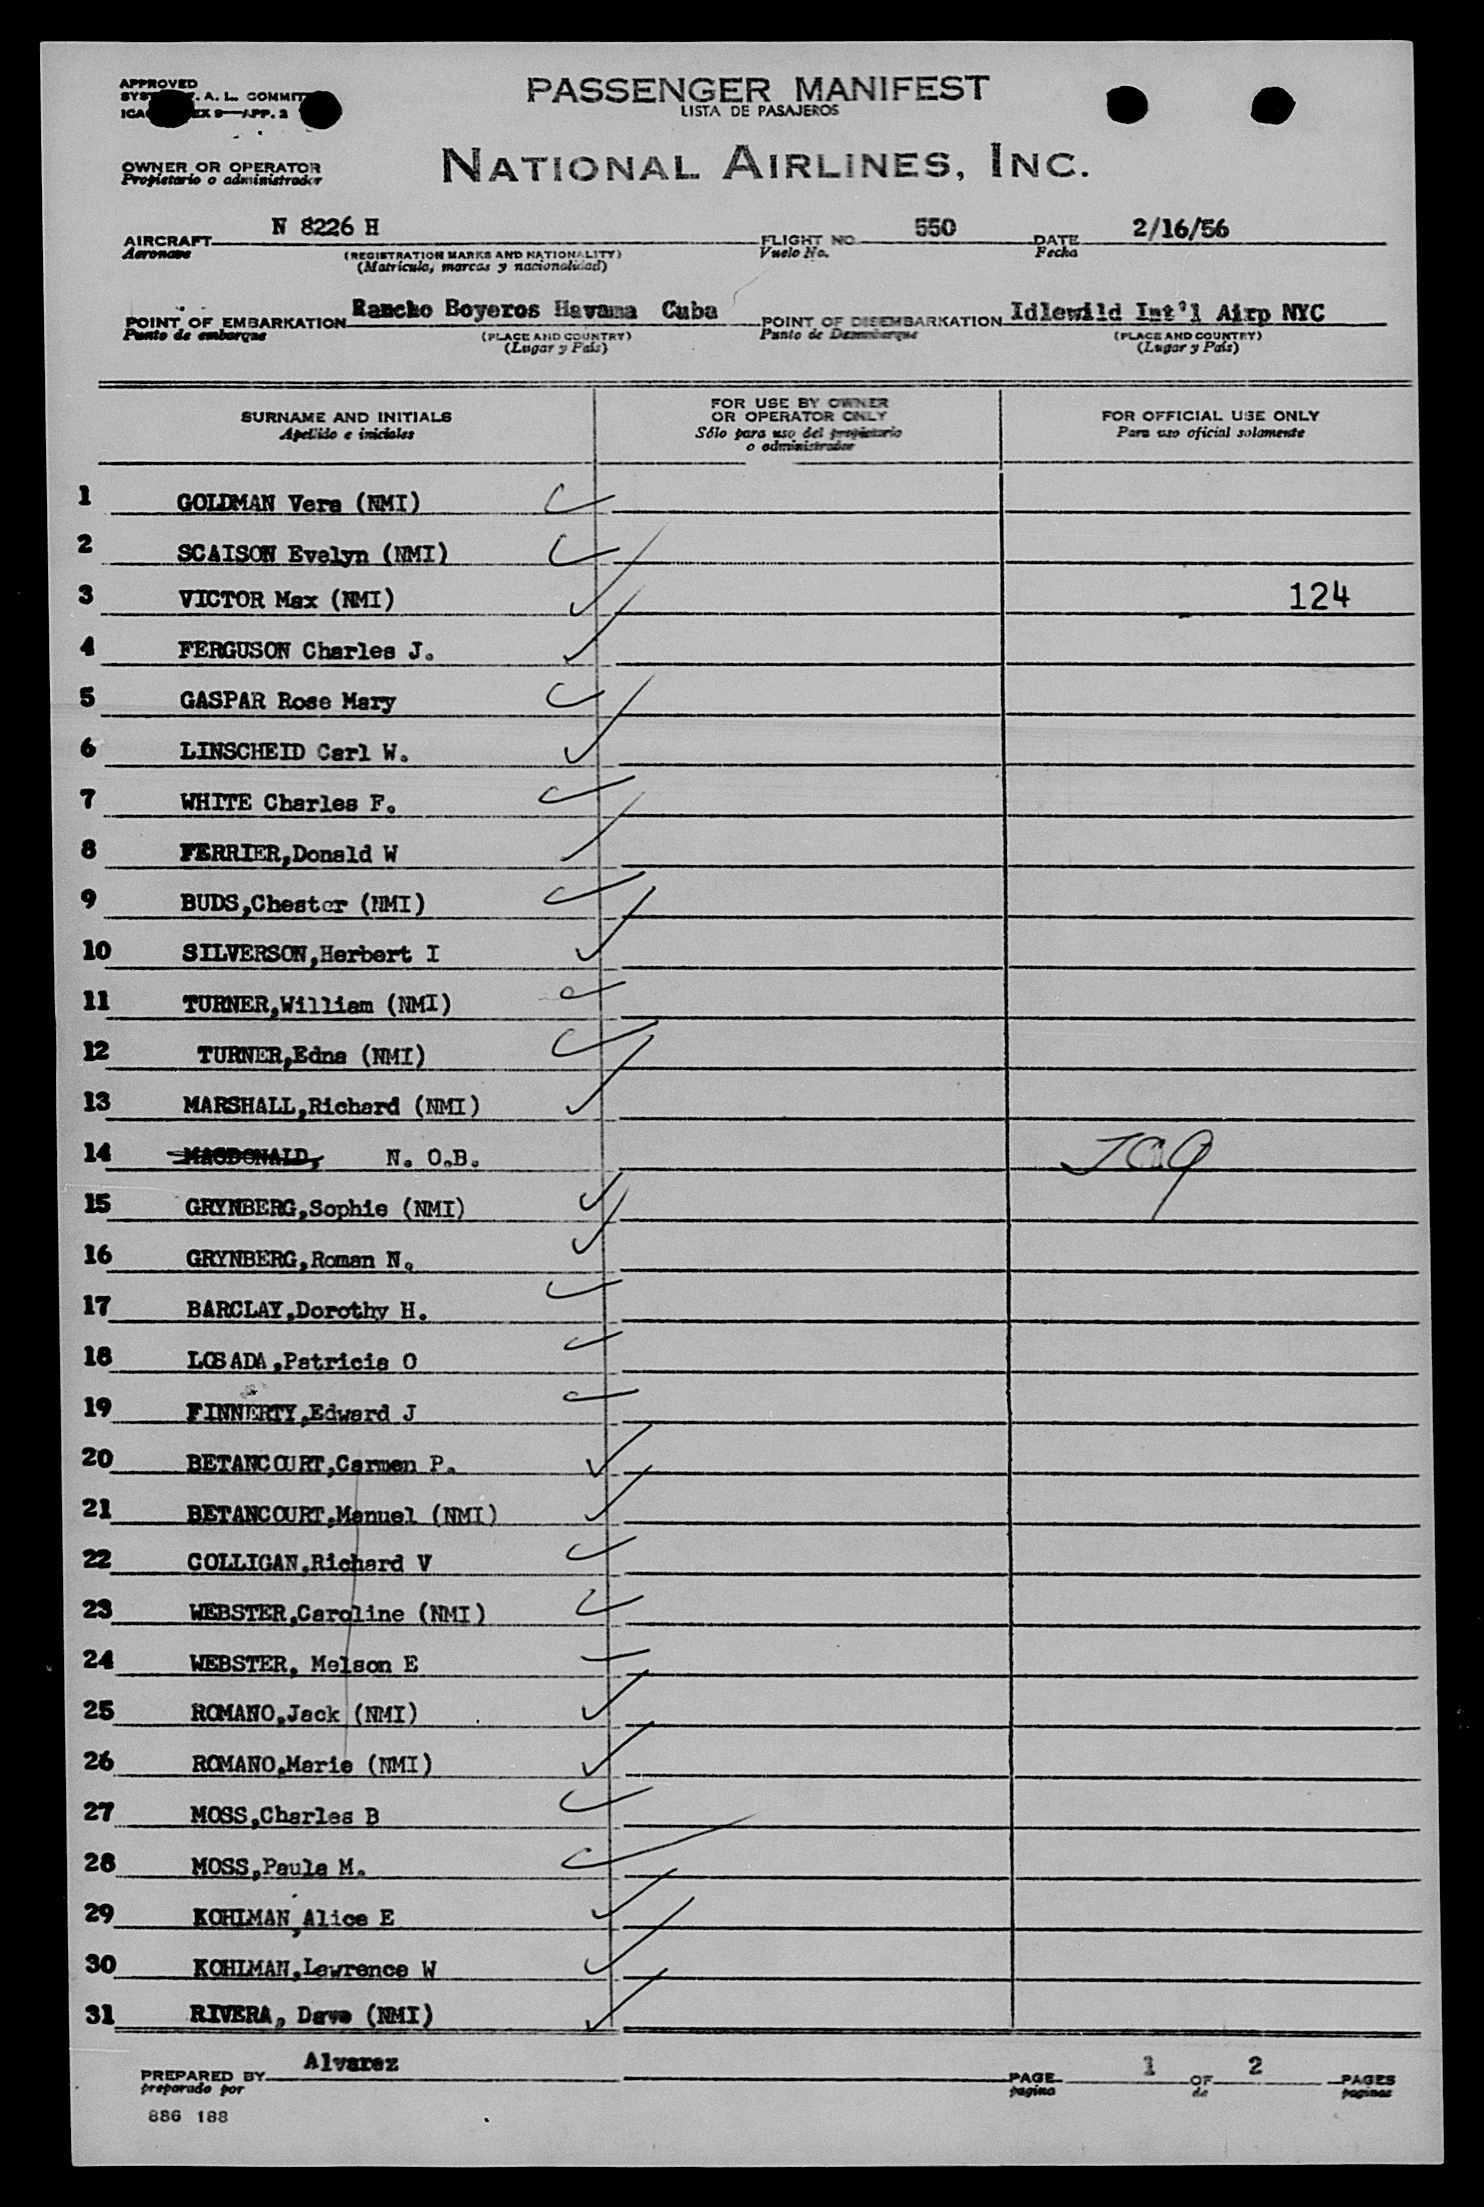 APPROVED
PASSENGER MANIFEST
LISTA DE PASAJEROS
OWNER OR OPERATOR
Propietario o administrador
NATIONAL AIRLINES, INC.
AIRCRAFT N 8226 H FLIGHT NO. 550 DATE 2/16/56
Aeronave (REGISTRATION MARKS AND NATIONALITY) Vuelo No. Fecha
(Matricula, marcas y nacionalidad)
POINT OF EMBARKATION Rancho Boyeros Havana Cuba POINT OF DISEMBARKATION Idlewild Int'l Airp NYC
Punto de embarque (PLACE AND COUNTRY) Punto de Desembarque (PLACE AND COUNTRY)
(Lugar y País) (Lugar y País)
SURNAME AND INITIALS
Apellido e iniciales
FOR USE BY OWNER
OR OPERATOR ONLY
Sólo para uso del propietario
o administrador
FOR OFFICIAL USE ONLY
Para uso oficial solamente
1 GOLDMAN Vera (NMI)
2 SCAISON Evelyn (NMI)
3 VICTOR Max (NMI) 124
4 FERGUSON Charles J.
5 GASPAR Rose Mary
6 LINSCHEID Carl W.
7 WHITE Charles F.
8 FERRIER,Donald W
9 BUDS,Chester (NMI)
10 SILVERSON,Herbert I
11 TURNER,William (NMI)
12 TURNER,Edna (NMI)
13 MARSHALL,Richard (NMI)
14 MACDONALD, N. O.B.
15 GRYNBERG,Sophie (NMI)
16 GRYNBERG,Roman N.
17 BARCLAY,Dorothy H.
18 LOSADA,Patricia O
19 FINNERTY,Edward J
20 BETANCOURT,Carmen P.
21 BETANCOURT,Manuel (NMI)
22 COLLIGAN,Richard V
23 WEBSTER,Caroline (NMI)
24 WEBSTER, Melson E
25 ROMANO,Jack (NMI)
26 ROMANO,Marie (NMI)
27 MOSS,Charles B
28 MOSS,Paula M.
29 KOHLMAN,Alice E
30 KOHLMAN,Lawrence W
31 RIVERA, Dave (NMI)
PREPARED BY Alvarez PAGE 1 OF 2 PAGES
preparado por pagina de paginas
886 188